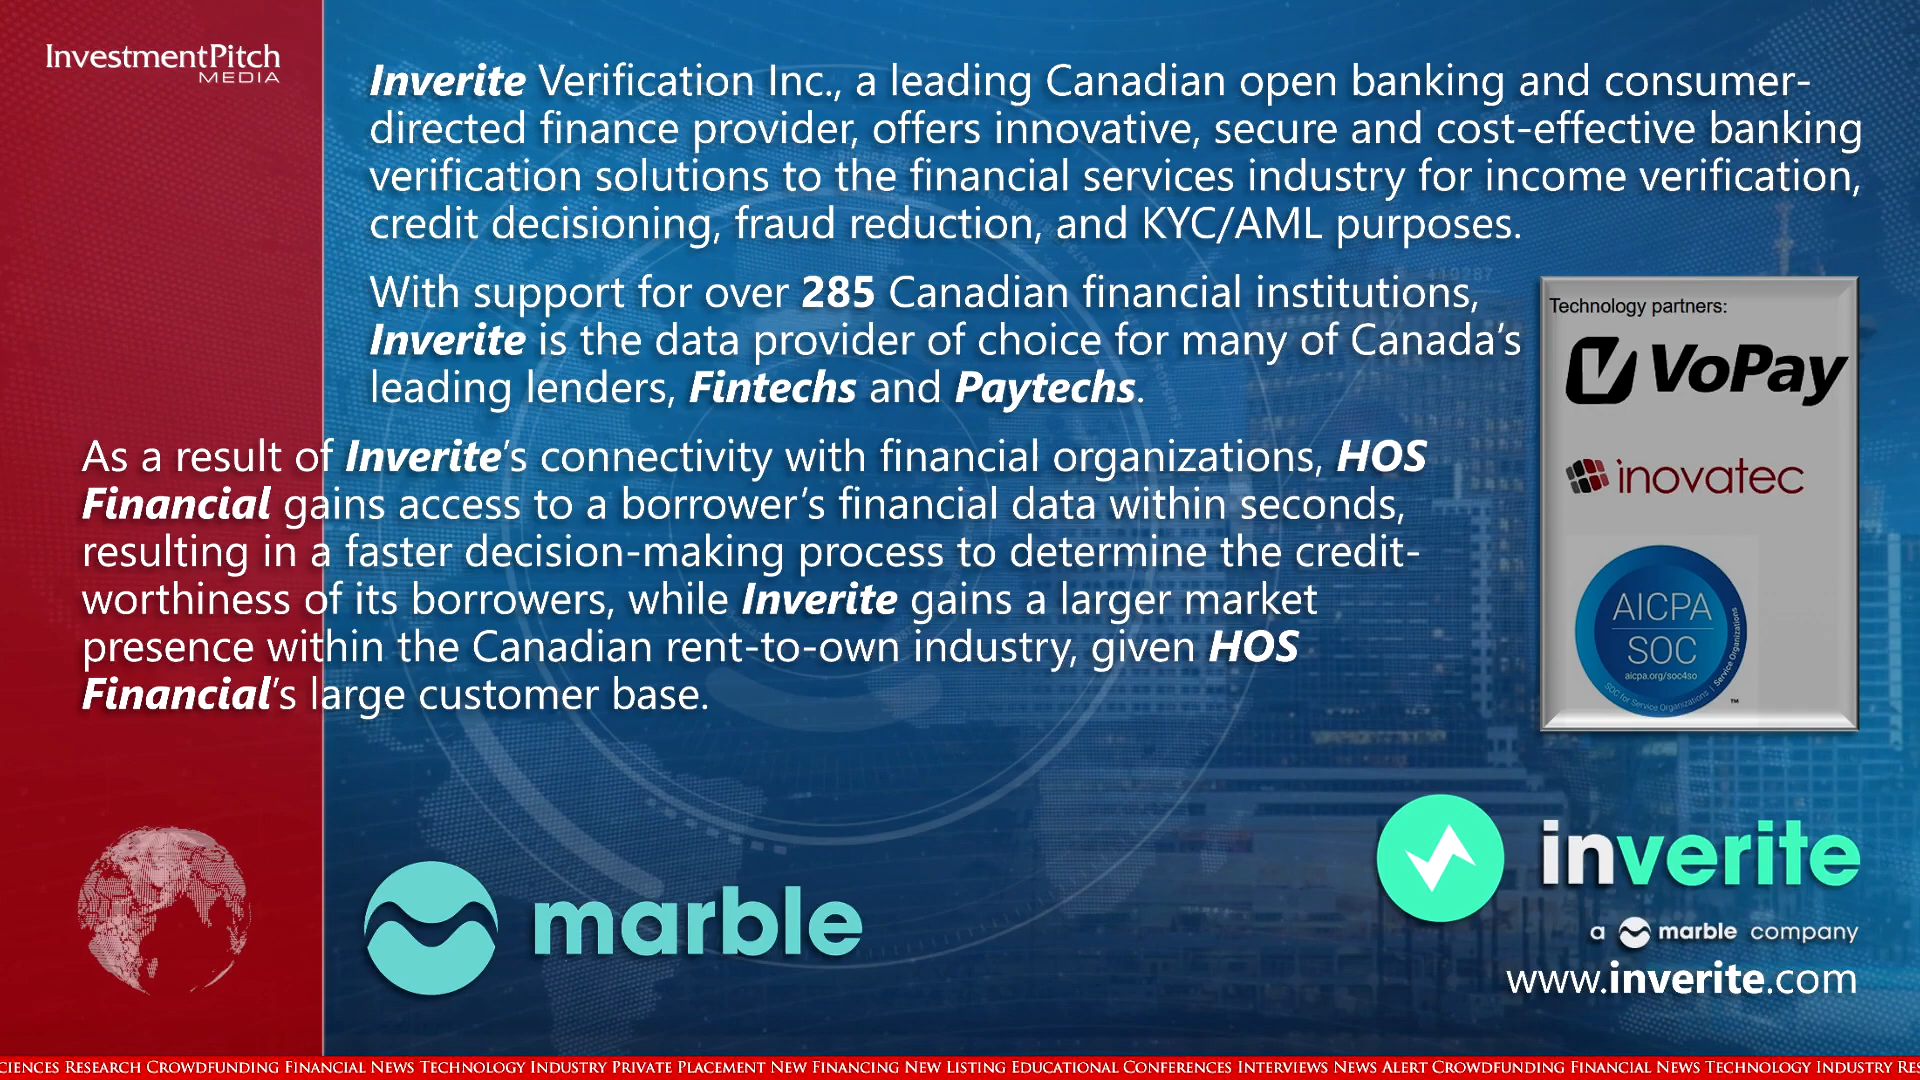 InvestmentPitch
MEDIA
Inverite Verification Inc., a leading Canadian open banking and consumer-
directed finance provider, offers innovative, secure and cost-effective banking
verification solutions to the financial services industry for income verification,
credit decisioning, fraud reduction, and KYC/AML purposes.
With support for over 285 Canadian financial institutions,
Inverite is the data provider of choice for many of Canada's
leading lenders, Fintechs and Paytechs.
Technology partners:
VoPay
inovatec
AICPA
SOC
aicpa.org/soc4so
SOC for Service Organizations | Service Organizations
™
As a result of Inverite's connectivity with financial organizations, HOS
Financial gains access to a borrower's financial data within seconds,
resulting in a faster decision-making process to determine the credit-
worthiness of its borrowers, while Inverite gains a larger market
presence within the Canadian rent-to-own industry, given HOS
Financial's large customer base.
marble
inverite
a marble company
www.inverite.com
CIENCES RESEARCH CROWDFUNDING FINANCIAL NEWS TECHNOLOGY INDUSTRY PRIVATE PLACEMENT NEW FINANCING NEW LISTING EDUCATIONAL CONFERENCES INTERVIEWS NEWS ALERT CROWDFUNDING FINANCIAL NEWS TECHNOLOGY INDUSTRY RES